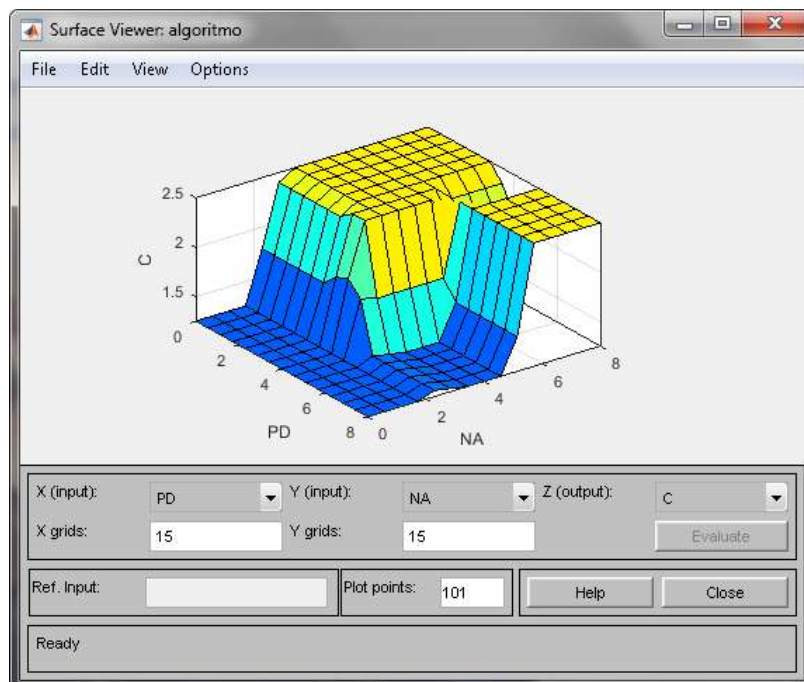 Surface Viewer: algoritmo
File Edit View Options
2.5
2
1.5
C
0
2
4
6
8
PD
0
2
4
6
8
NA
X (input): PD Y (input): NA Z (output): C
X grids: 15 Y grids: 15 Evaluate
Ref. Input: Plot points: 101 Help Close
Ready